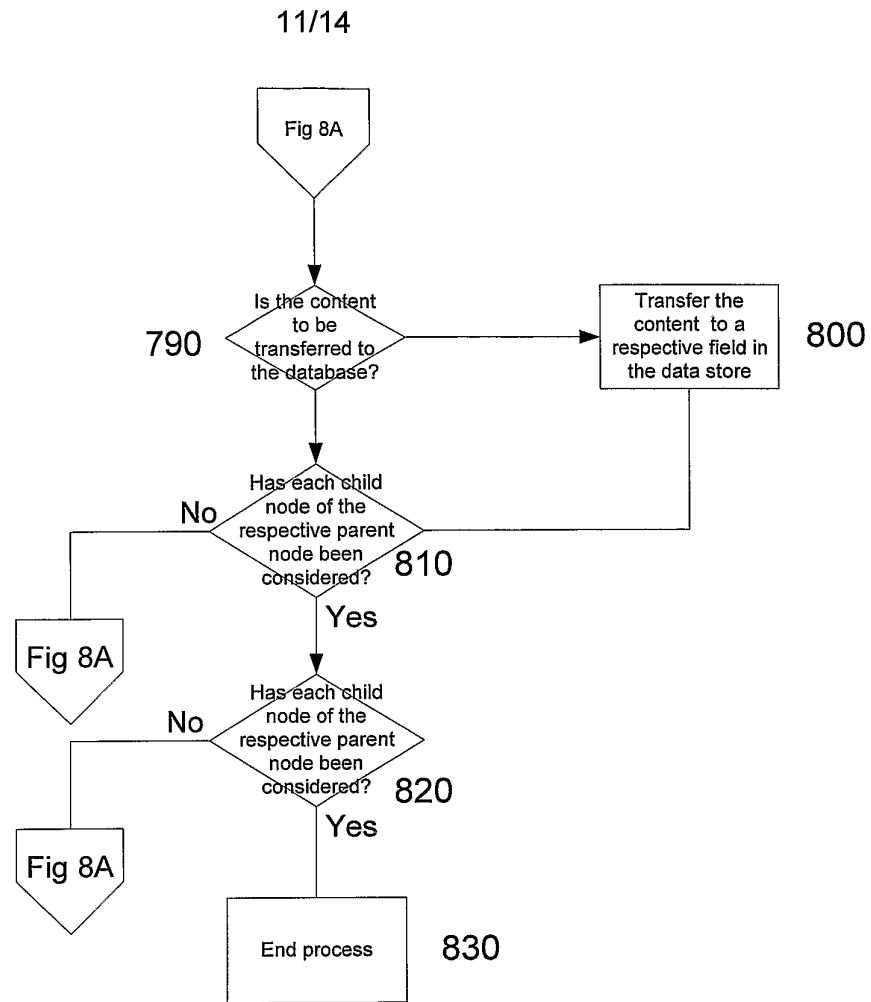 11/14
Fig 8A
Is the content
to be
transferred to
the database?
790
Transfer the
content to a
respective field in
the data store
800
Has each child
node of the
respective parent
node been
considered?
No
810
Yes
Fig 8A
Has each child
node of the
respective parent
node been
considered?
No
820
Yes
Fig 8A
End process
830